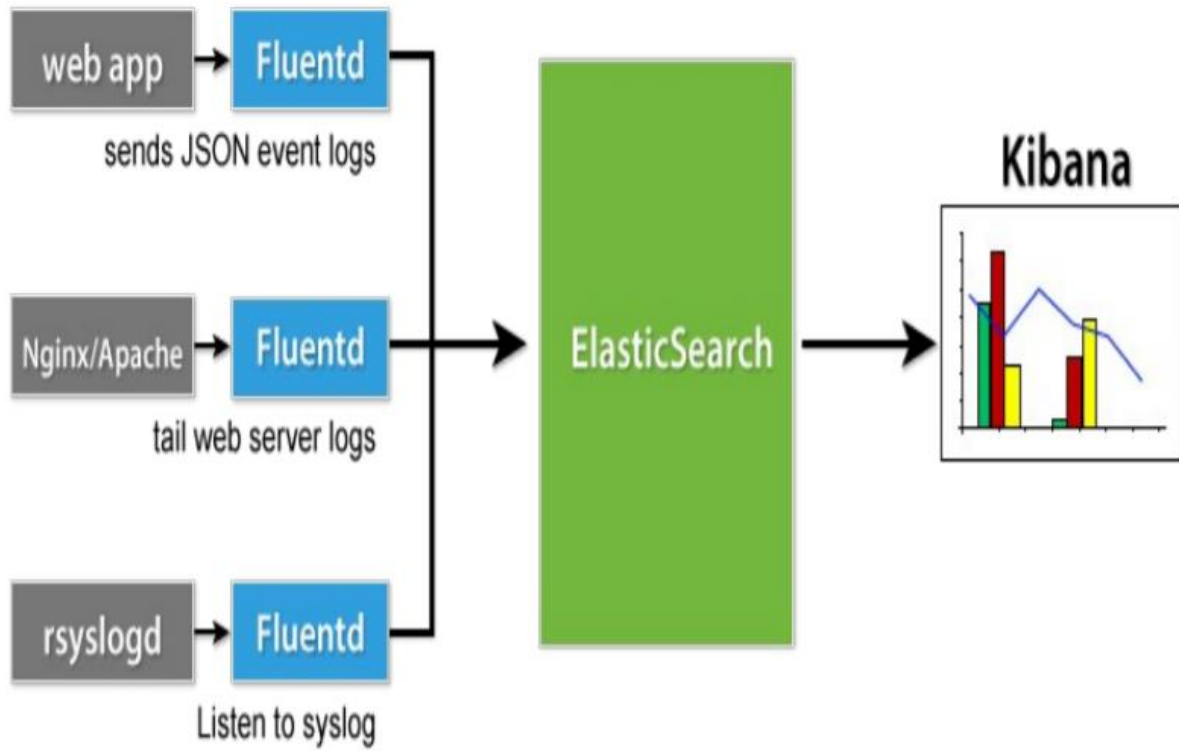 web app
Fluentd
sends JSON event logs
Nginx/Apache
Fluentd
tail web server logs
rsyslogd
Fluentd
Listen to syslog
ElasticSearch
Kibana